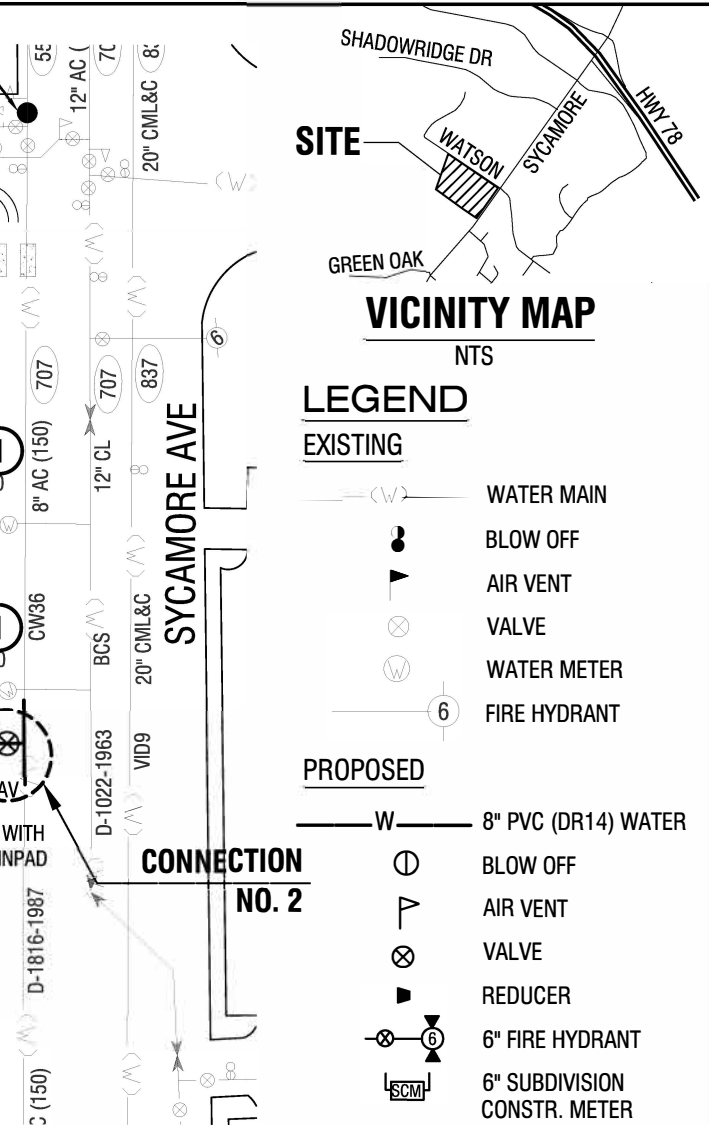 12" AC (
20" CML&C
(W)
(W)
(W)
(W)
6
707
707
837
8" AC (150)
12" CL
SYCAMORE AVE
W
(W)
(W)
CW36
BCS
20" CML&C
W
D-1022-1963
VID9
(W)
AV
WITH
INPAD
CONNECTION
NO. 2
D-1816-1987
(W)
(W)
C (150)
SHADOWRIDGE DR
HWY 78
SITE
WATSON
SYCAMORE
GREEN OAK
VICINITY MAP
NTS
LEGEND
EXISTING
(W) WATER MAIN
BLOW OFF
AIR VENT
VALVE
W WATER METER
6 FIRE HYDRANT
PROPOSED
W 8" PVC (DR14) WATER
BLOW OFF
AIR VENT
VALVE
REDUCER
6 6" FIRE HYDRANT
SCM 6" SUBDIVISION
CONSTR. METER